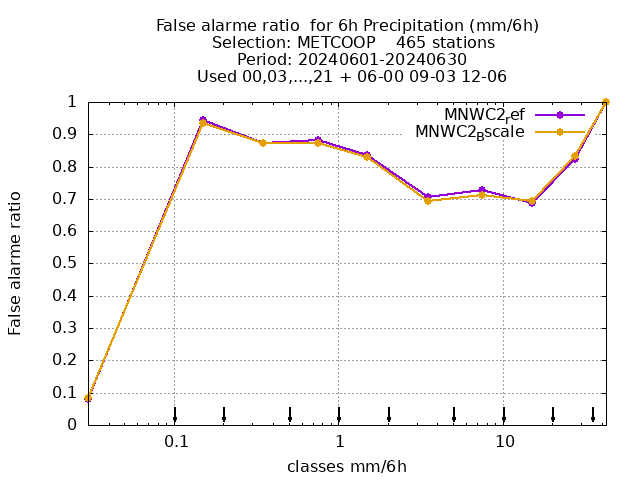 False alarme ratio  for 6h Precipitation (mm/6h)
Selection: METCOOP    465 stations
Period: 20240601-20240630
Used 00,03,...,21 + 06-00 09-03 12-06
MNWC2ref
MNWC2Bscale
1
0.9
0.8
0.7
0.6
0.5
0.4
0.3
0.2
0.1
0
False alarme ratio
0.1
1
10
classes mm/6h